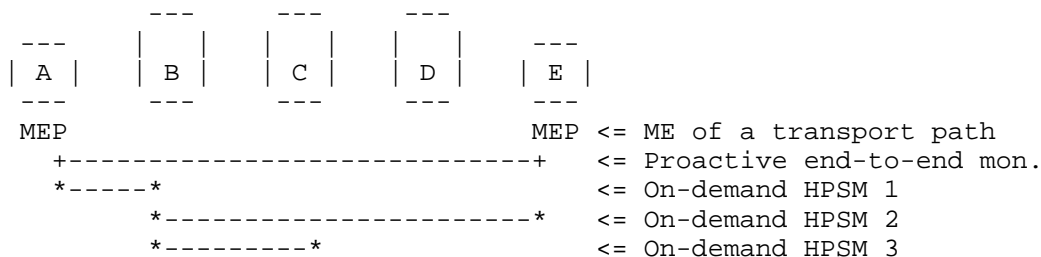 ---       ---       ---
 ---       |   |     |   |     |   |      ---
| A |      | B |     | C |     | D |     | E |
 ---        ---       ---       ---       ---
 MEP                                      MEP <= ME of a transport path
   +-----------------------------+    <= Proactive end-to-end mon.
   *-----*                            <= On-demand HPSM 1
         *-----------------------*    <= On-demand HPSM 2
         *---------*                  <= On-demand HPSM 3